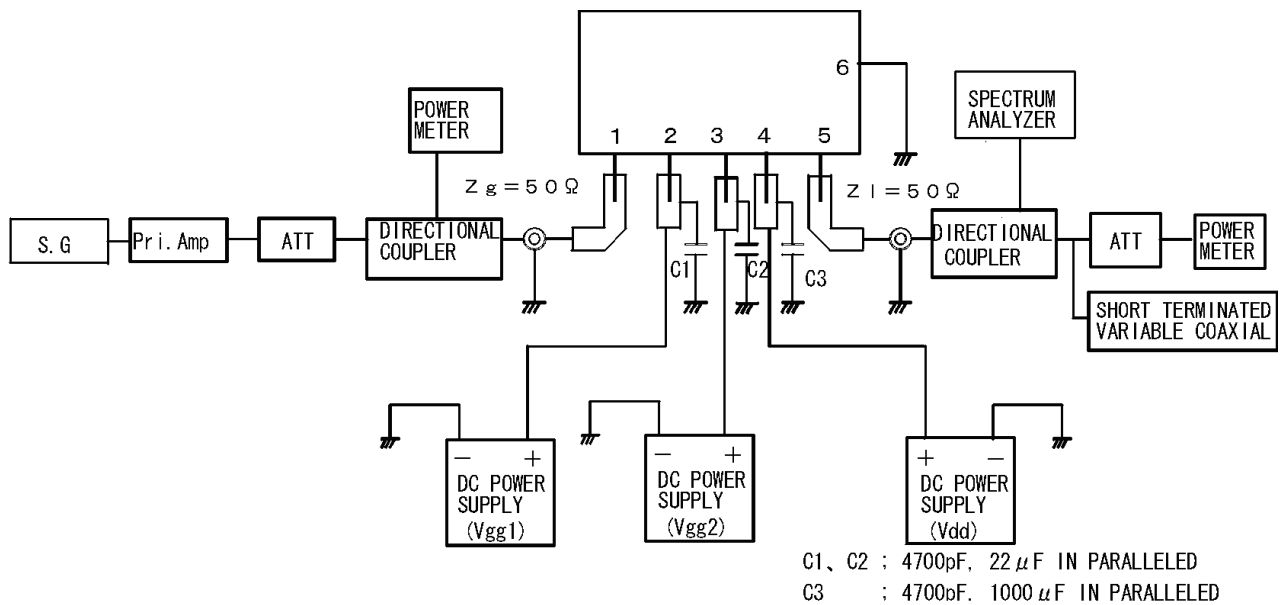 6
1 2 3 4 5
POWER
METER
SPECTRUM
ANALYZER
Zg=50Ω
Zl=50Ω
S.G
Pri.Amp
ATT
DIRECTIONAL
COUPLER
C1
C2
C3
DIRECTIONAL
COUPLER
ATT
POWER
METER
SHORT TERMINATED
VARIABLE COAXIAL
− +
DC POWER
SUPPLY
(Vgg1)
− +
DC POWER
SUPPLY
(Vgg2)
+ −
DC POWER
SUPPLY
(Vdd)
C1、C2 ; 4700pF, 22μF IN PARALLELED
C3 ; 4700pF, 1000μF IN PARALLELED